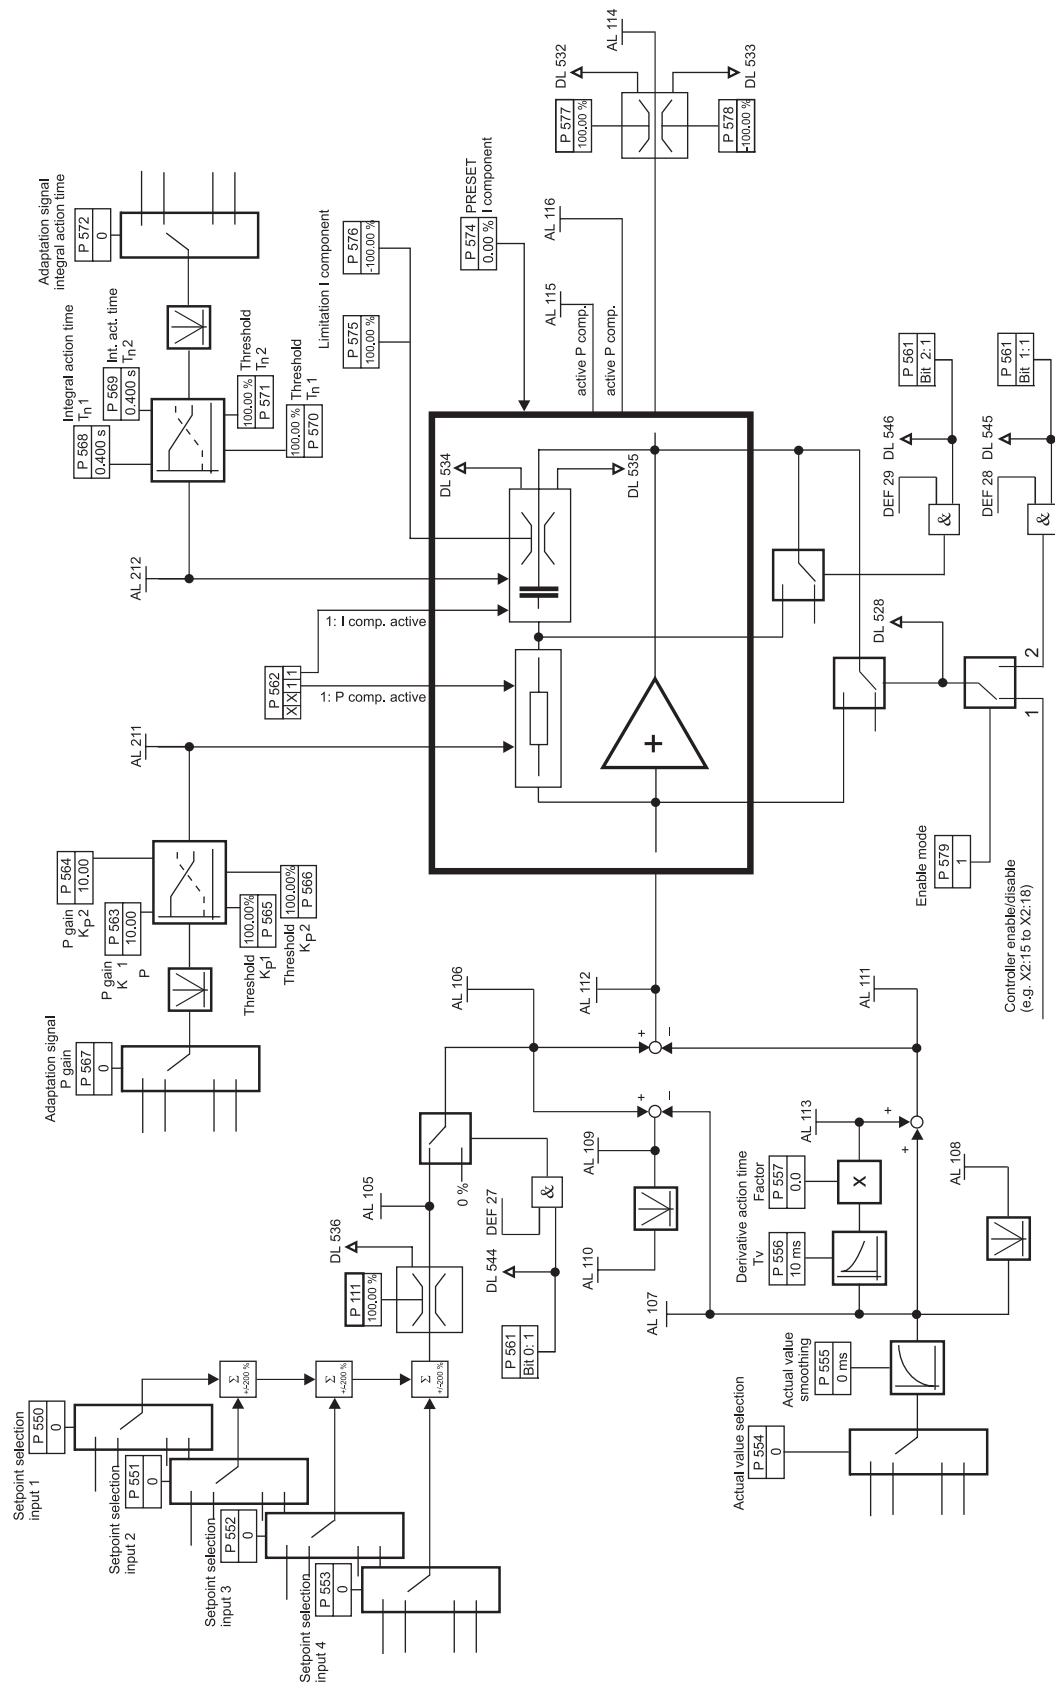 Setpoint selection
input 1
P 550
0
Setpoint selection
input 2
P 551
0
Setpoint selection
input 3
P 552
0
Setpoint selection
input 4
P 553
0
Σ
+/-200 %
Σ
+/-200 %
Σ
+/-200 %
P 111
100.00 %
DL 536
AL 105
0 %
DEF 27
&
DL 544
P 561
Bit 0: 1
AL 106
AL 109
AL 110
AL 112
+
–
+
–
Actual value selection
P 554
0
Actual value
smoothing
P 555
0 ms
AL 107
Derivative action time
Tv
P 556
10 ms
Factor
P 557
0.0
X
AL 113
+
+
AL 108
AL 111
Adaptation signal
P gain
P 567
0
P gain
K 1
P
P 563
10.00
P gain
KP2
P 564
10.00
100.00%
P 565
Threshold
KP1
100.00%
P 566
Threshold
KP2
AL 211
P 562
X X 1 1
1: P comp. active
1: I comp. active
AL 212
Integral action time
Tn1
P 568
0.400 s
Int. act. time
Tn2
P 569
0.400 s
100.00 %
P 571
Threshold
Tn2
100.00 %
P 570
Threshold
Tn1
Adaptation signal
integral action time
P 572
0
Limitation I component
P 575
100.00 %
P 576
-100.00 %
P 574
0.00 %
PRESET
I component
DL 534
DL 535
+
active P comp.
AL 115
active P comp.
AL 116
P 577
100.00 %
DL 532
P 578
-100.00 %
DL 533
AL 114
Enable mode
P 579
1
Controller enable/disable
(e.g. X2:15 to X2:18)
1
2
DL 528
&
DEF 29
DL 546
P 561
Bit 2: 1
&
DEF 28
DL 545
P 561
Bit 1: 1